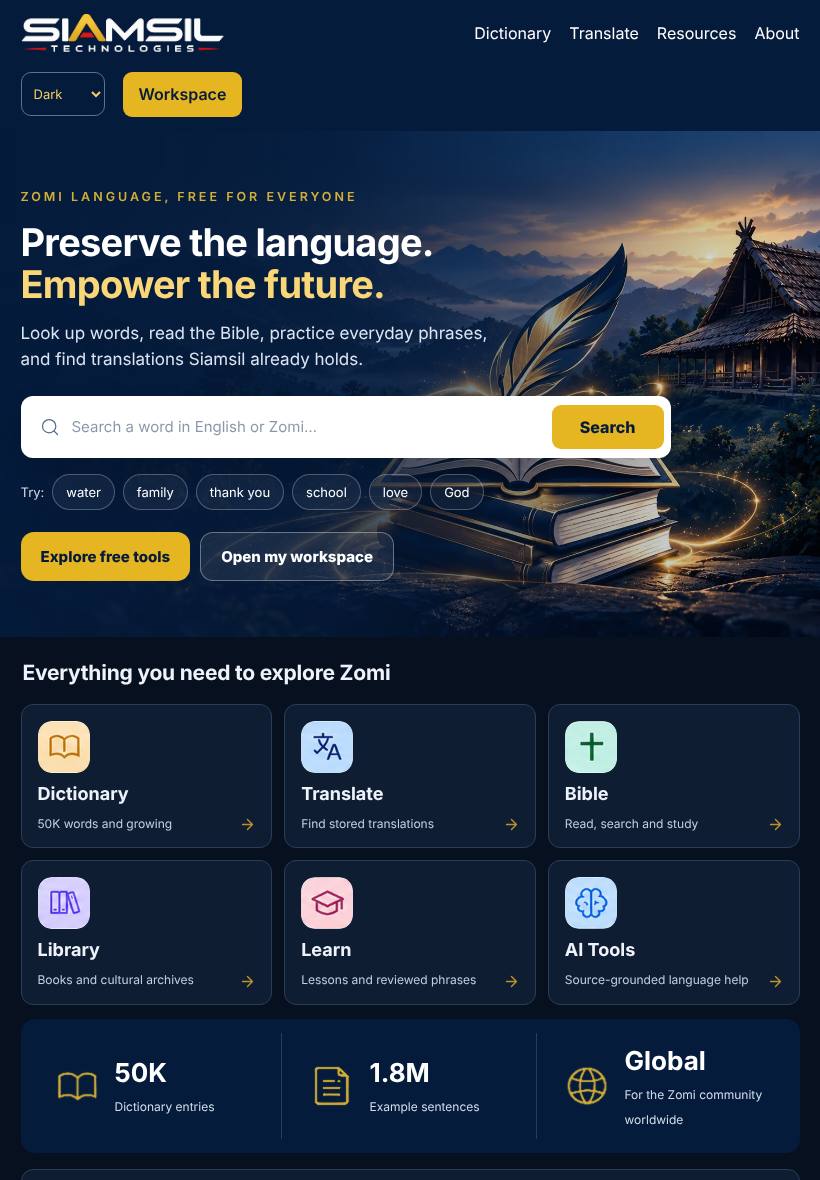 SIAMSIL
TECHNOLOGIES
Dictionary Translate Resources About
Dark Workspace
ZOMI LANGUAGE, FREE FOR EVERYONE
Preserve the language.
Empower the future.
Look up words, read the Bible, practice everyday phrases,
and find translations Siamsil already holds.
Search a word in English or Zomi...
Search
Try: water family thank you school love God
Explore free tools Open my workspace
Everything you need to explore Zomi
Dictionary
50K words and growing
Translate
Find stored translations
Bible
Read, search and study
Library
Books and cultural archives
Learn
Lessons and reviewed phrases
AI Tools
Source-grounded language help
50K
Dictionary entries
1.8M
Example sentences
Global
For the Zomi community
worldwide